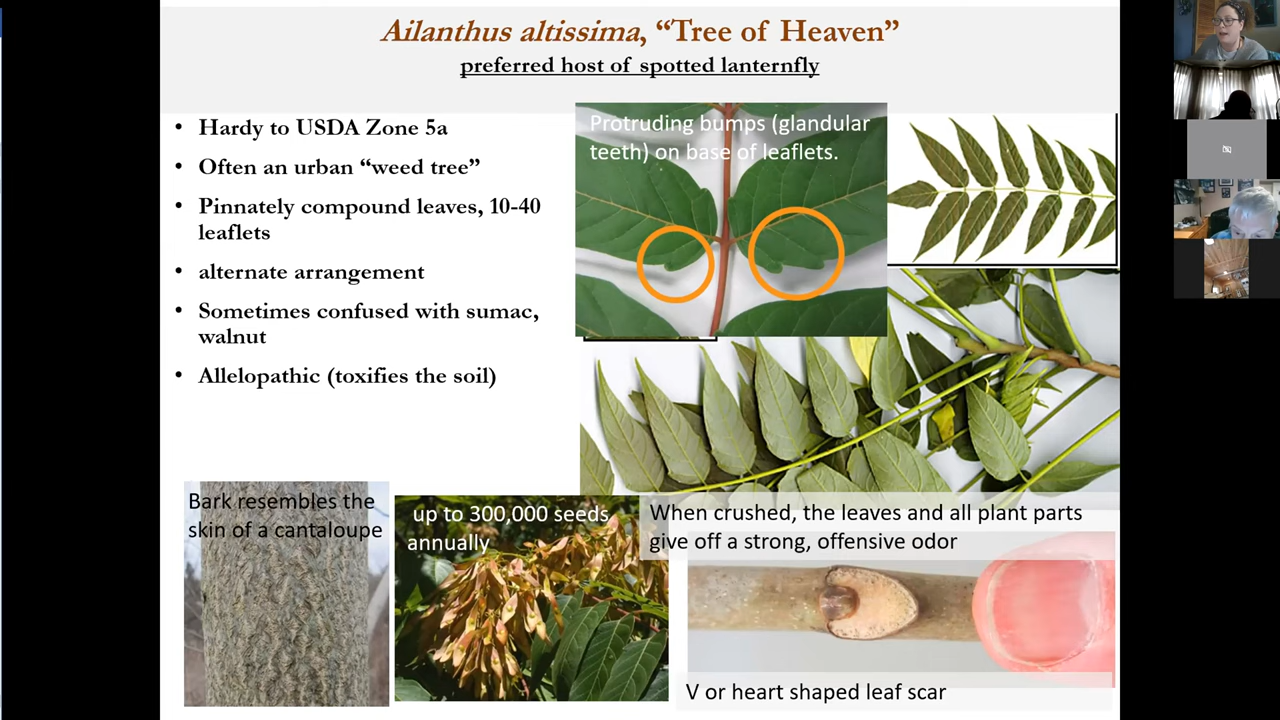 Ailanthus altissima, “Tree of Heaven”
preferred host of spotted lanternfly
• Hardy to USDA Zone 5a
• Often an urban “weed tree”
• Pinnately compound leaves, 10-40
leaflets
• alternate arrangement
• Sometimes confused with sumac,
walnut
• Allelopathic (toxifies the soil)
Protruding bumps (glandular
teeth) on base of leaflets.
Bark resembles the
skin of a cantaloupe
up to 300,000 seeds
annually
When crushed, the leaves and all plant parts
give off a strong, offensive odor
V or heart shaped leaf scar